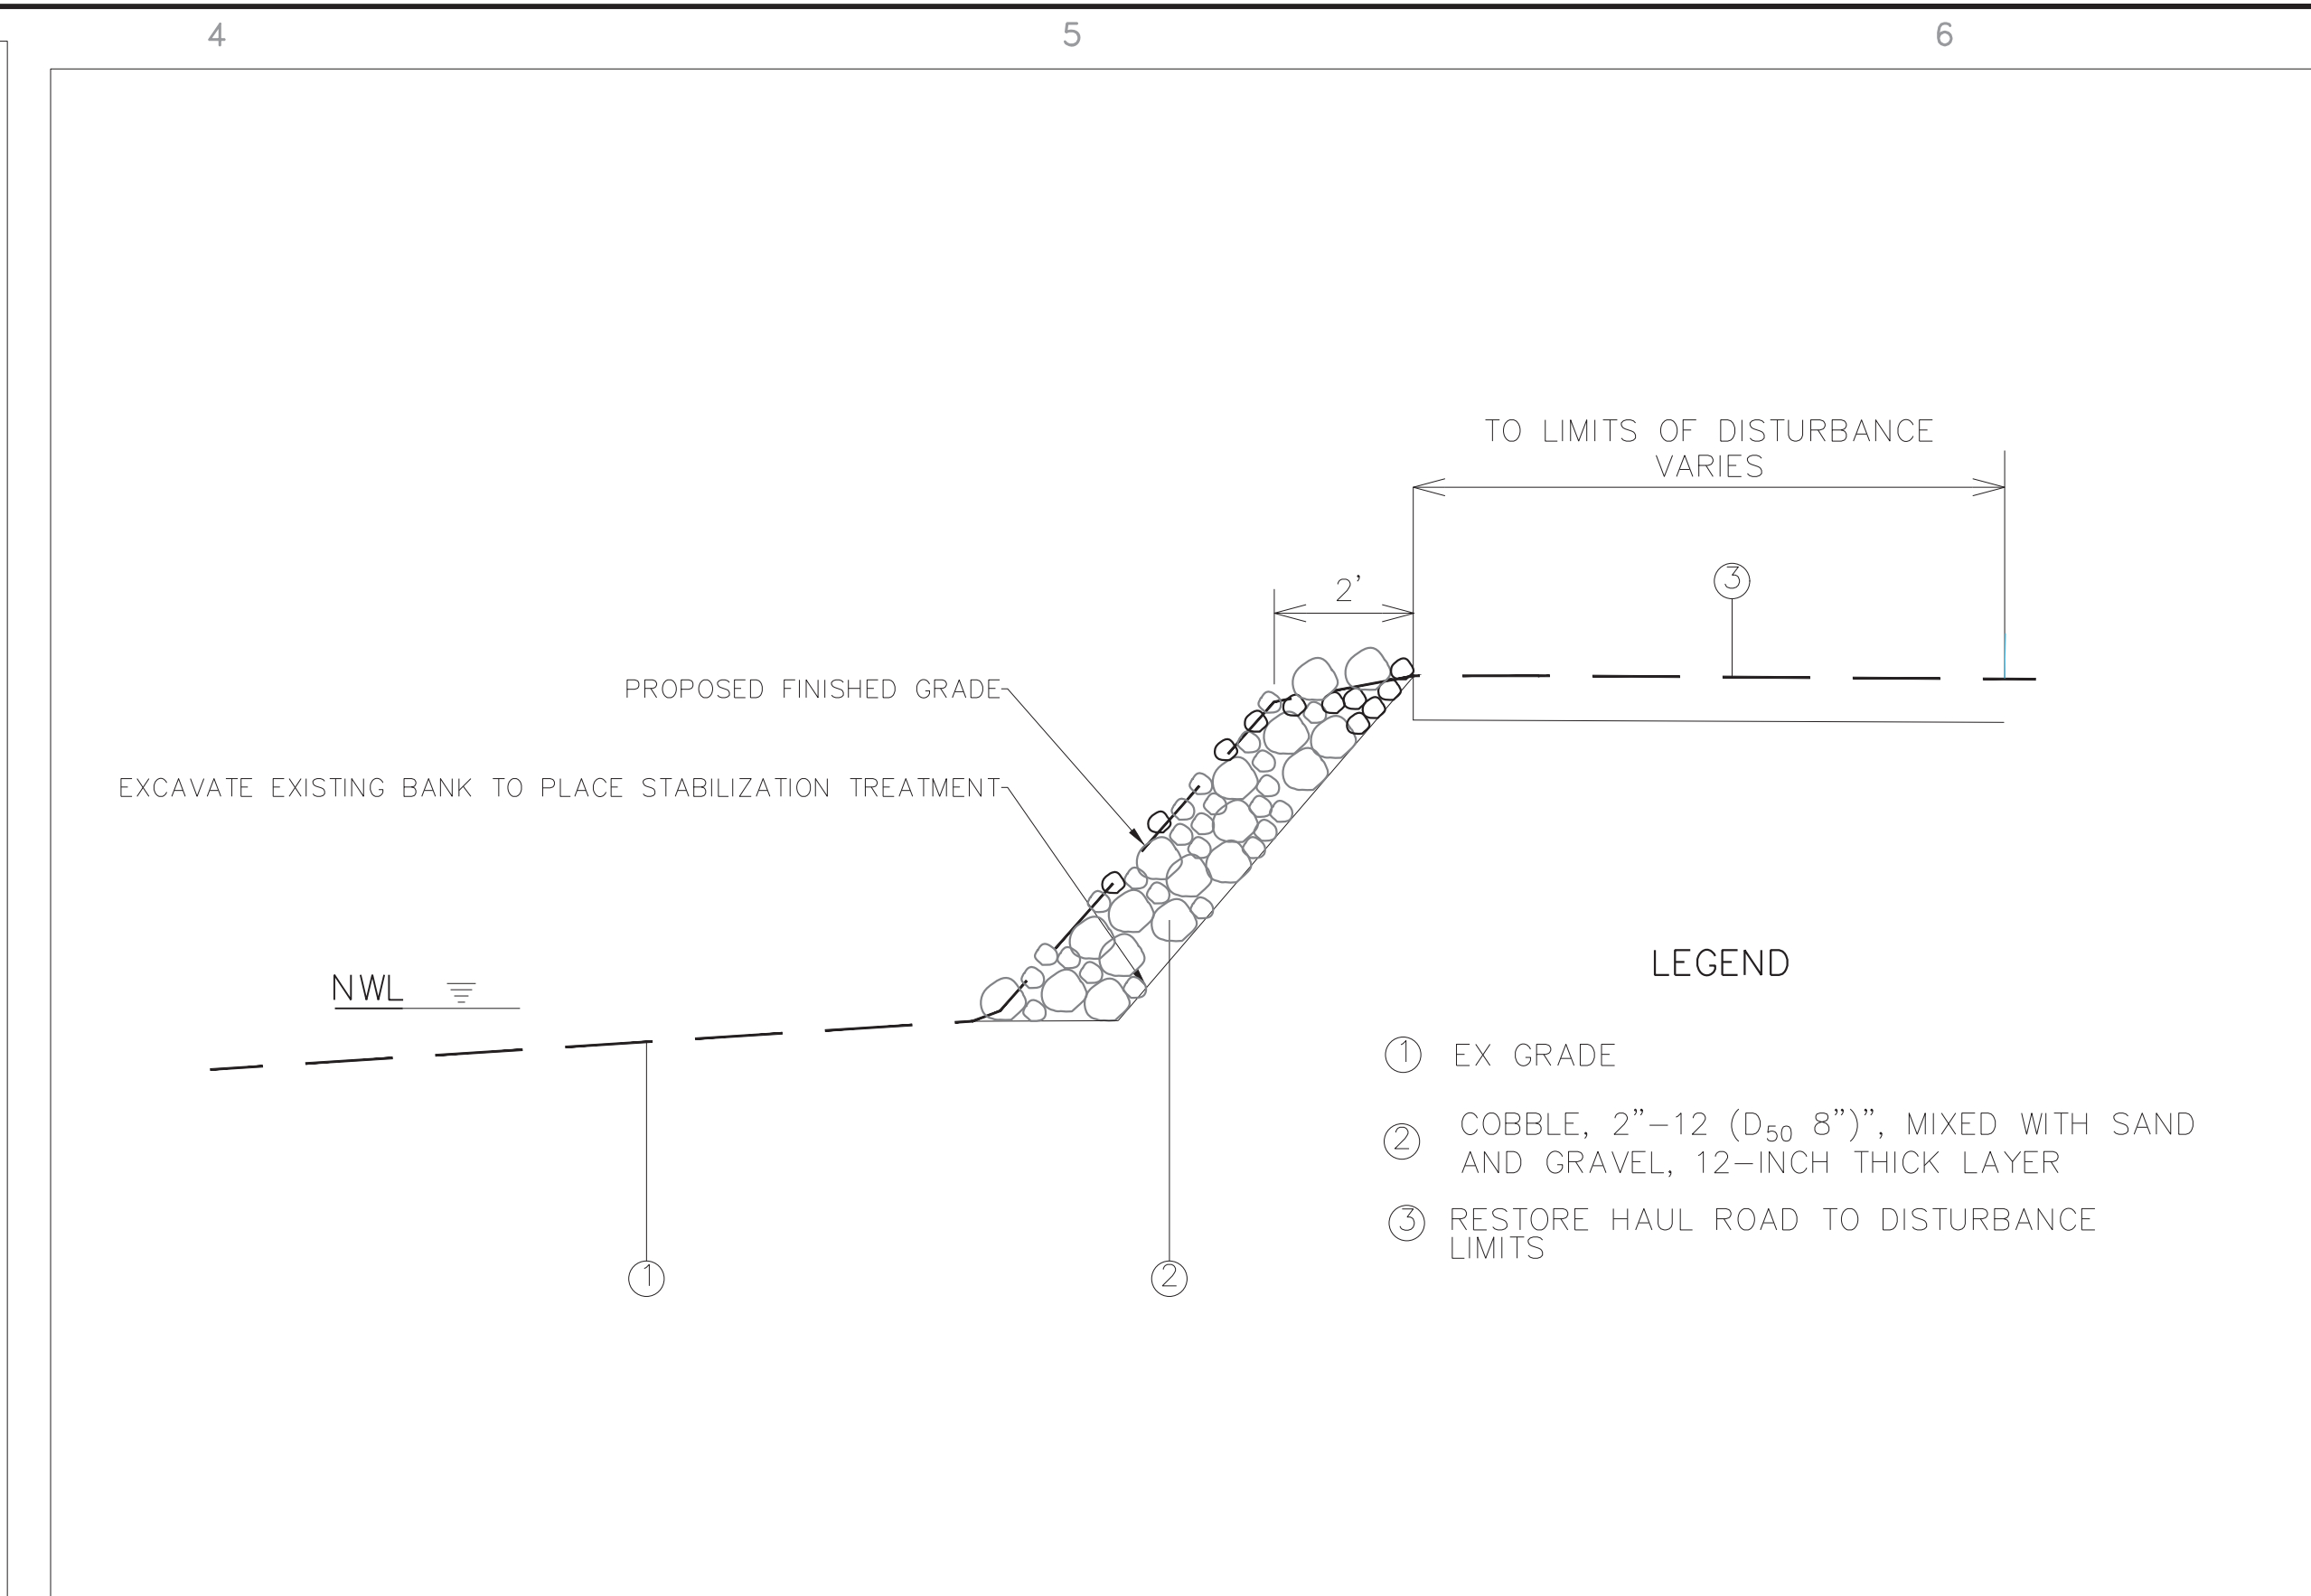 4 5 6
TO LIMITS OF DISTURBANCE
VARIES
3
2'
PROPOSED FINISHED GRADE
EXCAVATE EXISTING BANK TO PLACE STABILIZATION TREATMENT
NWL
LEGEND
1 EX GRADE
2 COBBLE, 2”-12 (D50 8”)”, MIXED WITH SAND
AND GRAVEL, 12-INCH THICK LAYER
3 RESTORE HAUL ROAD TO DISTURBANCE
LIMITS
1 2